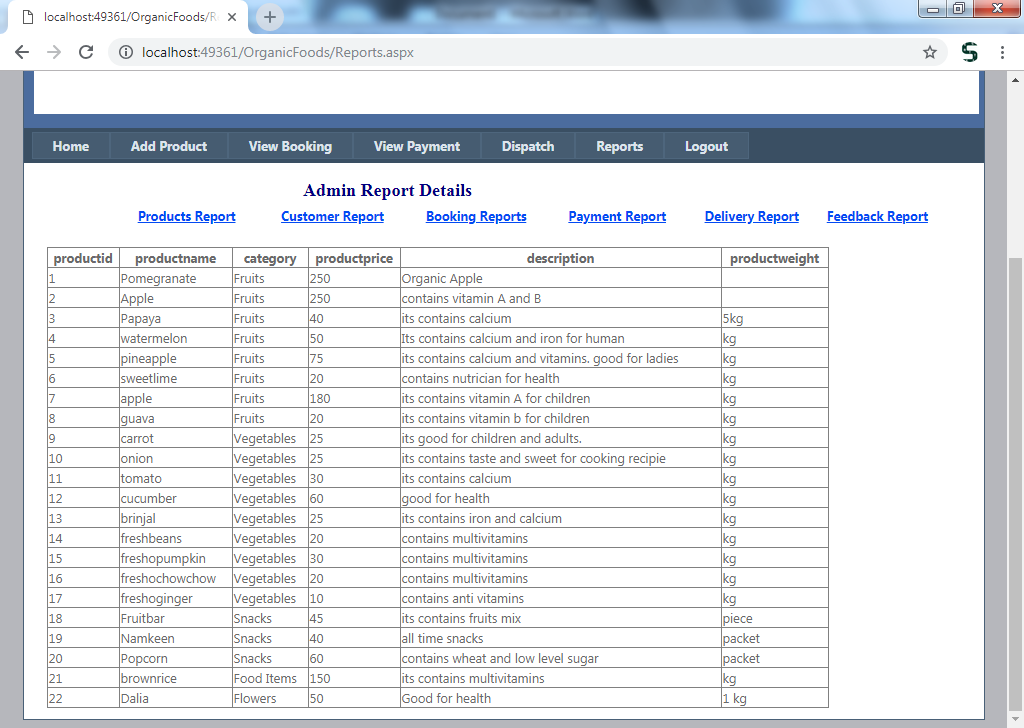 localhost:49361/OrganicFoods/R
localhost:49361/OrganicFoods/Reports.aspx
Home Add Product View Booking View Payment Dispatch Reports Logout
Admin Report Details
Products Report Customer Report Booking Reports Payment Report Delivery Report Feedback Report
productid productname category productprice description productweight
1 Pomegranate Fruits 250 Organic Apple
2 Apple Fruits 250 contains vitamin A and B
3 Papaya Fruits 40 its contains calcium 5kg
4 watermelon Fruits 50 Its contains calcium and iron for human kg
5 pineapple Fruits 75 its contains calcium and vitamins. good for ladies kg
6 sweetlime Fruits 20 contains nutrician for health kg
7 apple Fruits 180 its contains vitamin A for children kg
8 guava Fruits 20 its contains vitamin b for children kg
9 carrot Vegetables 25 its good for children and adults. kg
10 onion Vegetables 25 its contains taste and sweet for cooking recipie kg
11 tomato Vegetables 30 its contains calcium kg
12 cucumber Vegetables 60 good for health kg
13 brinjal Vegetables 25 its contains iron and calcium kg
14 freshbeans Vegetables 20 contains multivitamins kg
15 freshopumpkin Vegetables 30 contains multivitamins kg
16 freshochowchow Vegetables 20 contains multivitamins kg
17 freshoginger Vegetables 10 contains anti vitamins kg
18 Fruitbar Snacks 45 its contains fruits mix piece
19 Namkeen Snacks 40 all time snacks packet
20 Popcorn Snacks 60 contains wheat and low level sugar packet
21 brownrice Food Items 150 its contains multivitamins kg
22 Dalia Flowers 50 Good for health 1 kg